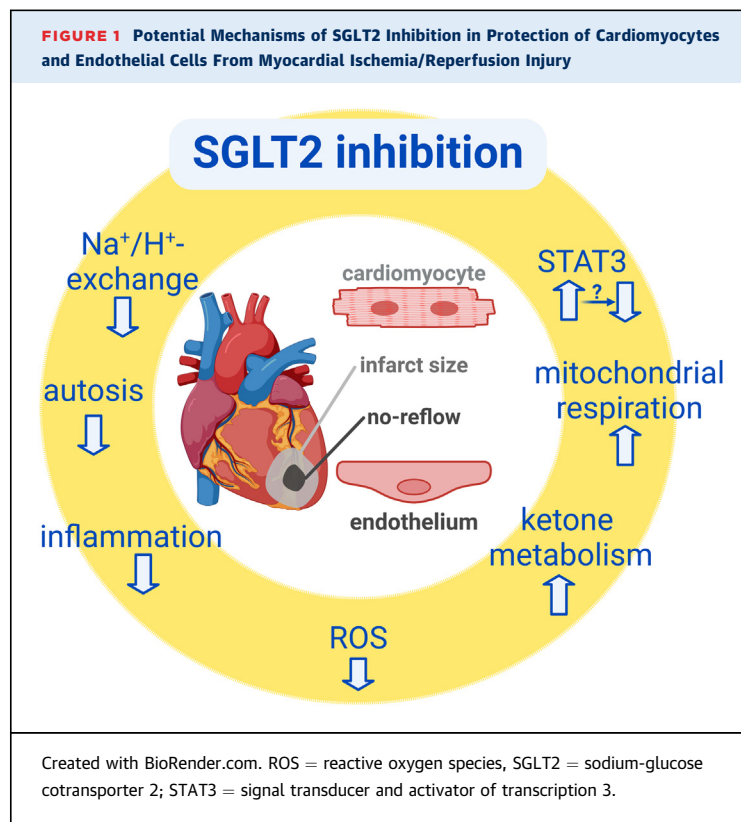 FIGURE 1 Potential Mechanisms of SGLT2 Inhibition in Protection of Cardiomyocytes
and Endothelial Cells From Myocardial Ischemia/Reperfusion Injury
SGLT2 inhibition
Na⁺/H⁺-
exchange
autosis
inflammation
ROS
cardiomyocyte
infarct size
no-reflow
endothelium
STAT3
?
mitochondrial
respiration
ketone
metabolism
Created with BioRender.com. ROS = reactive oxygen species, SGLT2 = sodium-glucose
cotransporter 2; STAT3 = signal transducer and activator of transcription 3.